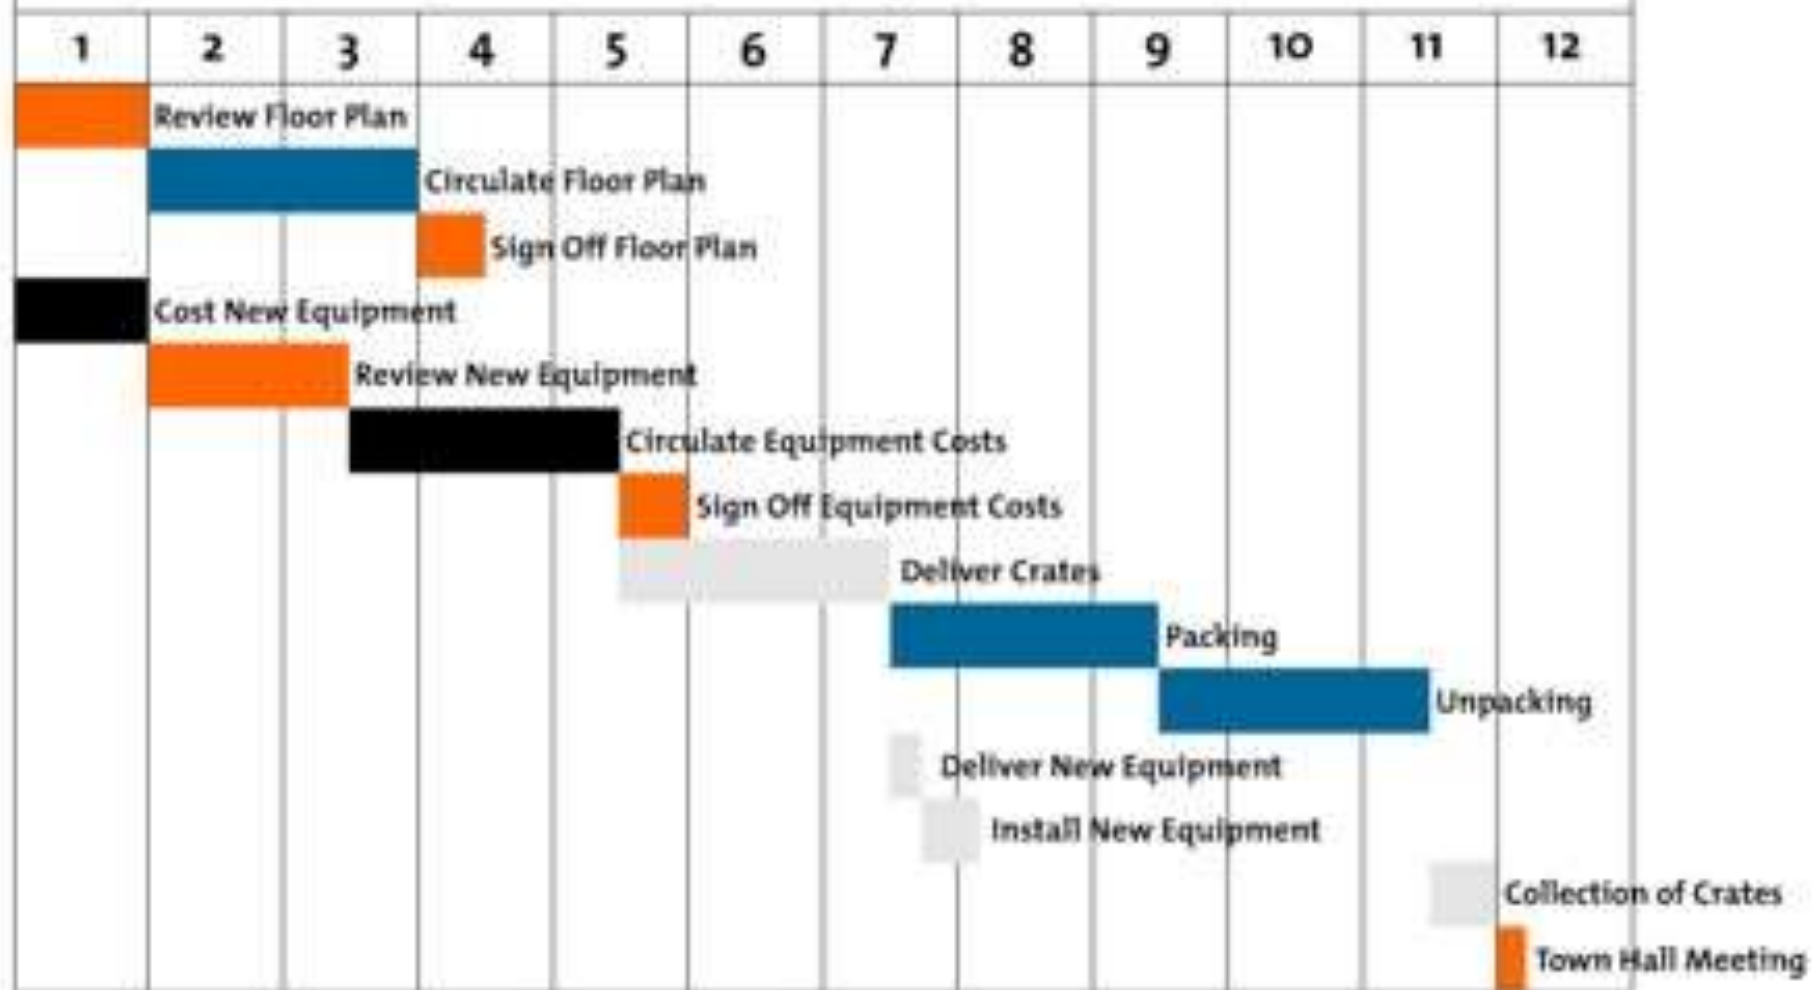 1 2 3 4 5 6 7 8 9 10 11 12
Review Floor Plan
Circulate Floor Plan
Sign Off Floor Plan
Cost New Equipment
Review New Equipment
Circulate Equipment Costs
Sign Off Equipment Costs
Deliver Crates
Packing
Unpacking
Deliver New Equipment
Install New Equipment
Collection of Crates
Town Hall Meeting